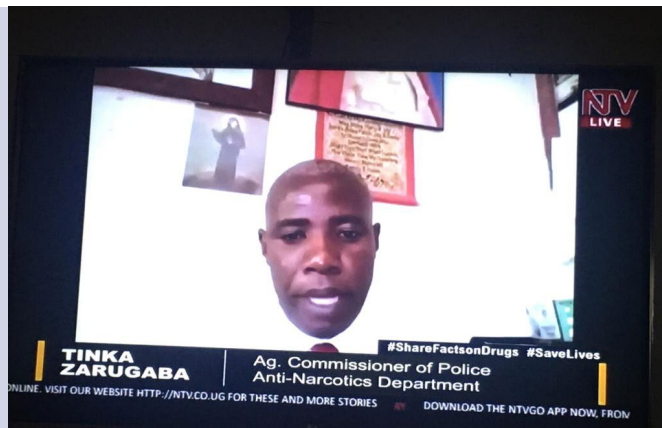 NTV
LIVE
#ShareFactsonDrugs #SaveLives
TINKA
ZARUGABA
Ag. Commissioner of Police
Anti-Narcotics Department
ONLINE. VISIT OUR WEBSITE HTTP://NTV.CO.UG FOR THESE AND MORE STORIES DOWNLOAD THE NTVGO APP NOW, FROM